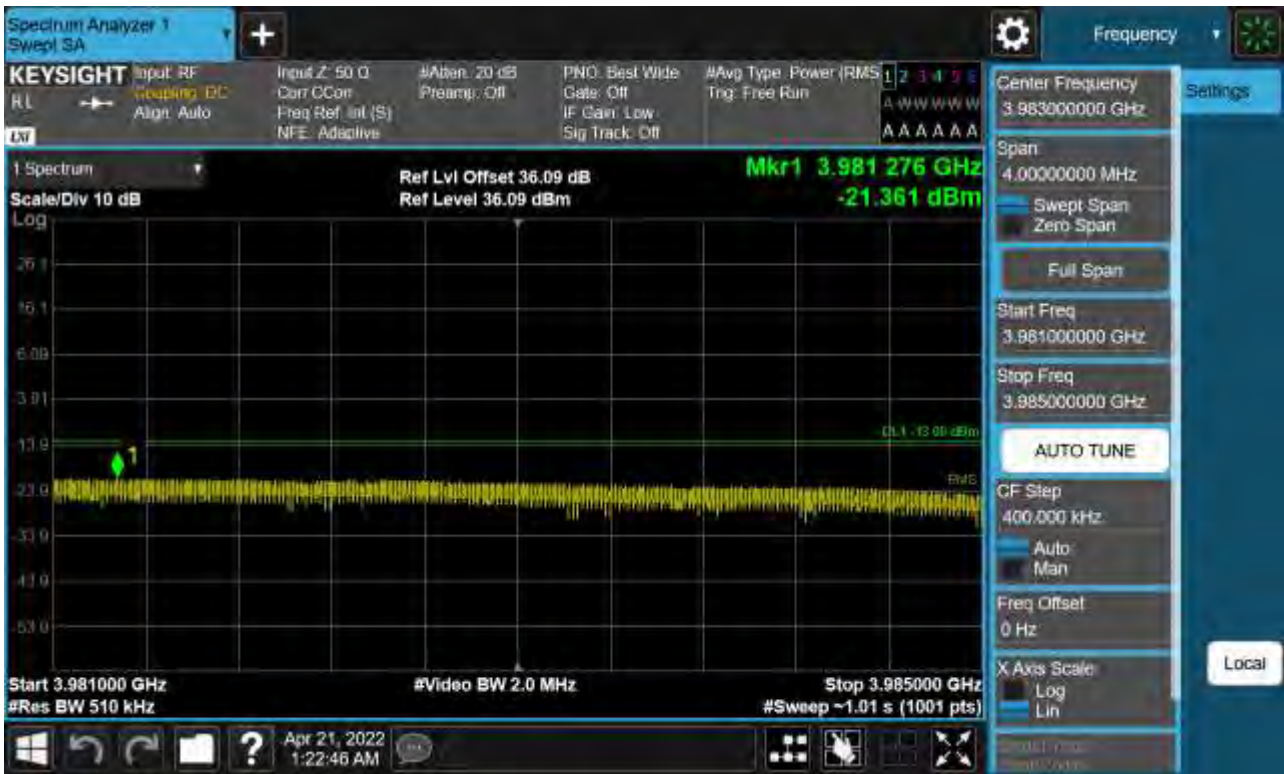 Spectrum Analyzer 1
Swept SA
Frequency
KEYSIGHT
RL
Input: RF
Coupling: DC
Align: Auto
Input Z: 50 Ω
Corr CCorr
Freq Ref: Int (S)
NFE: Adaptive
#Atten: 20 dB
Preamp: Off
PNO: Best Wide
Gate: Off
IF Gain: Low
Sig Track: Off
#Avg Type: Power (RMS
Trig: Free Run
1 2 3 4 5 6
A W W W W W
A A A A A A
1 Spectrum
Scale/Div 10 dB
Log
Ref Lvl Offset 36.09 dB
Ref Level 36.09 dBm
Mkr1 3.981 276 GHz
-21.361 dBm
26.1
16.1
6.09
-3.91
-13.9
-23.9
-33.9
-43.9
-53.9
DL1 -13.00 dBm
1
RMS
Start 3.981000 GHz
#Res BW 510 kHz
#Video BW 2.0 MHz
Stop 3.985000 GHz
#Sweep ~1.01 s (1001 pts)
Center Frequency
3.983000000 GHz
Settings
Span
4.00000000 MHz
Swept Span
Zero Span
Full Span
Start Freq
3.981000000 GHz
Stop Freq
3.985000000 GHz
AUTO TUNE
CF Step
400.000 kHz
Auto
Man
Freq Offset
0 Hz
X Axis Scale
Log
Lin
Local
?
Apr 21, 2022
1:22:46 AM